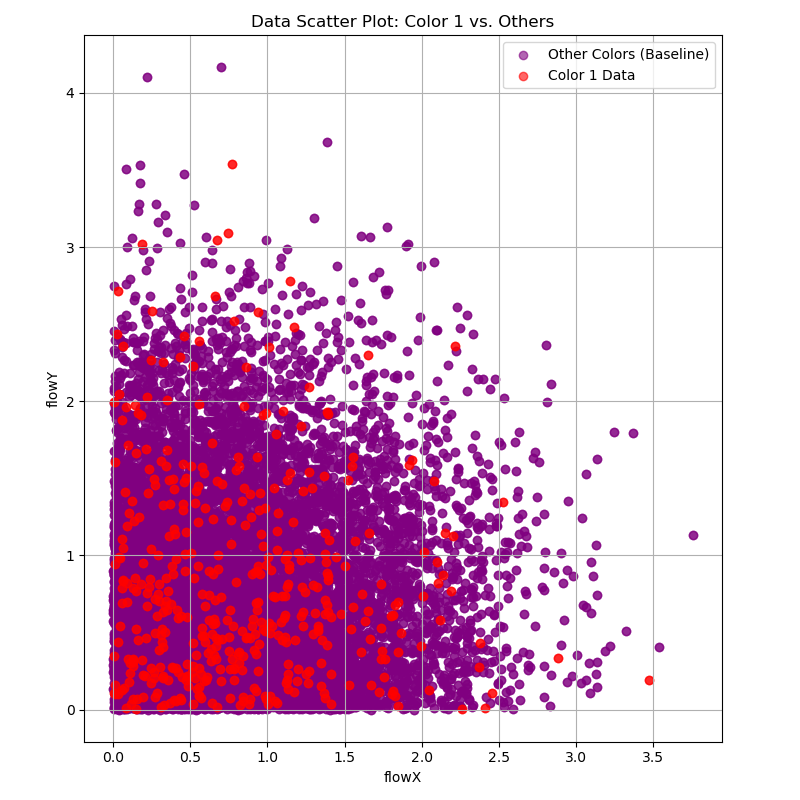 Data Scatter Plot: Color 1 vs. Others
Other Colors (Baseline)
Color 1 Data
flowY
4
3
2
1
0
0.0 0.5 1.0 1.5 2.0 2.5 3.0 3.5
flowX